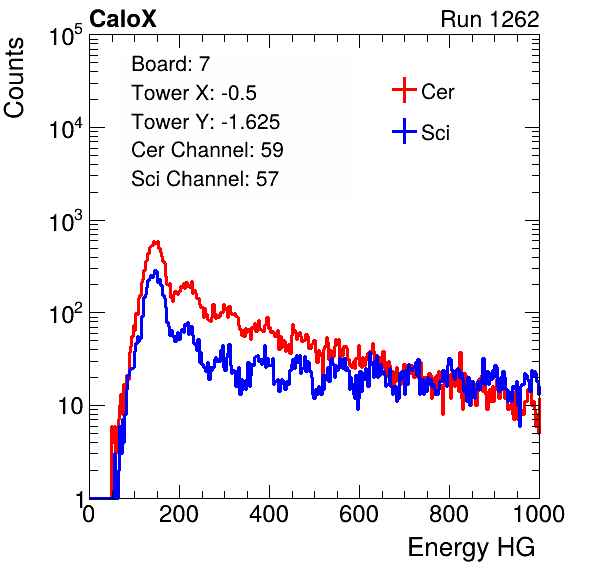 CaloX Run 1262
Counts
10^5
10^4
10^3
10^2
10
1
Board: 7
Tower X: -0.5
Tower Y: -1.625
Cer Channel: 59
Sci Channel: 57
Cer
Sci
0 200 400 600 800 1000
Energy HG